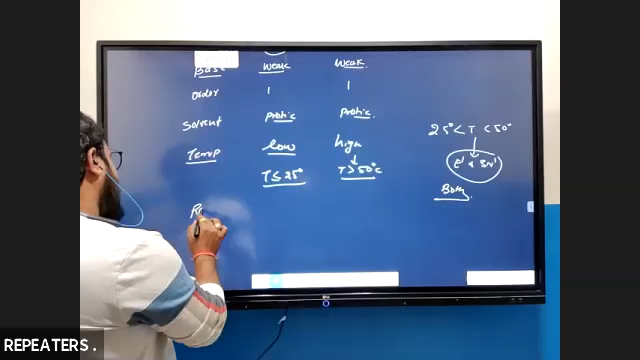 Base weak weak.
order 1 1
Solvent Protic Protic.
Temp low high
T ≤ 25° T > 50°c
25° < T < 50°
E¹ & SN¹
Both
REPEATERS.